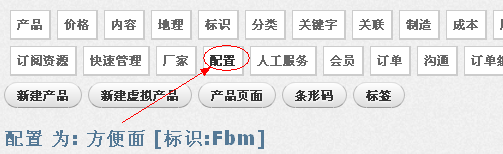 产品 价格 内容 地理 标识 分类 关键字 关联 制造 成本
订阅资源 快速管理 厂家 配置 人工服务 会员 订单 沟通 订单
新建产品 新建虚拟产品 产品页面 条形码 标签
配置 为: 方便面 [标识:Fbm]